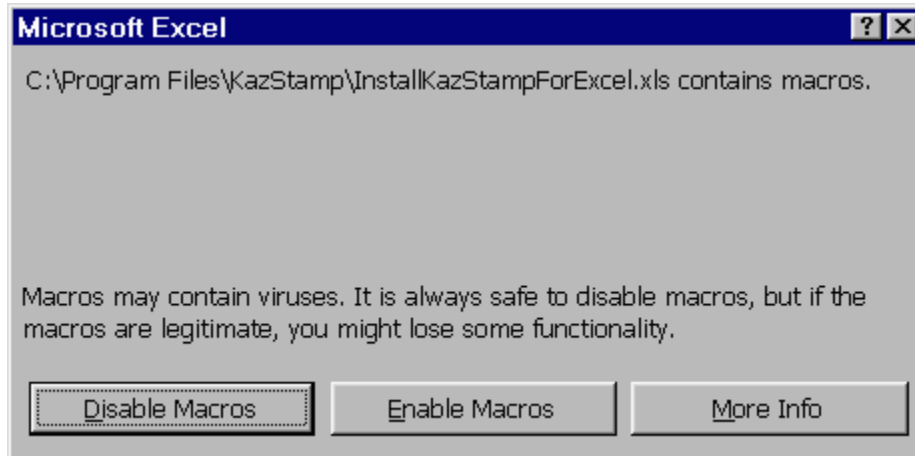 Microsoft Excel
C:\Program Files\KazStamp\InstallKazStampForExcel.xls contains macros.
Macros may contain viruses. It is always safe to disable macros, but if the
macros are legitimate, you might lose some functionality.
Disable Macros Enable Macros More Info